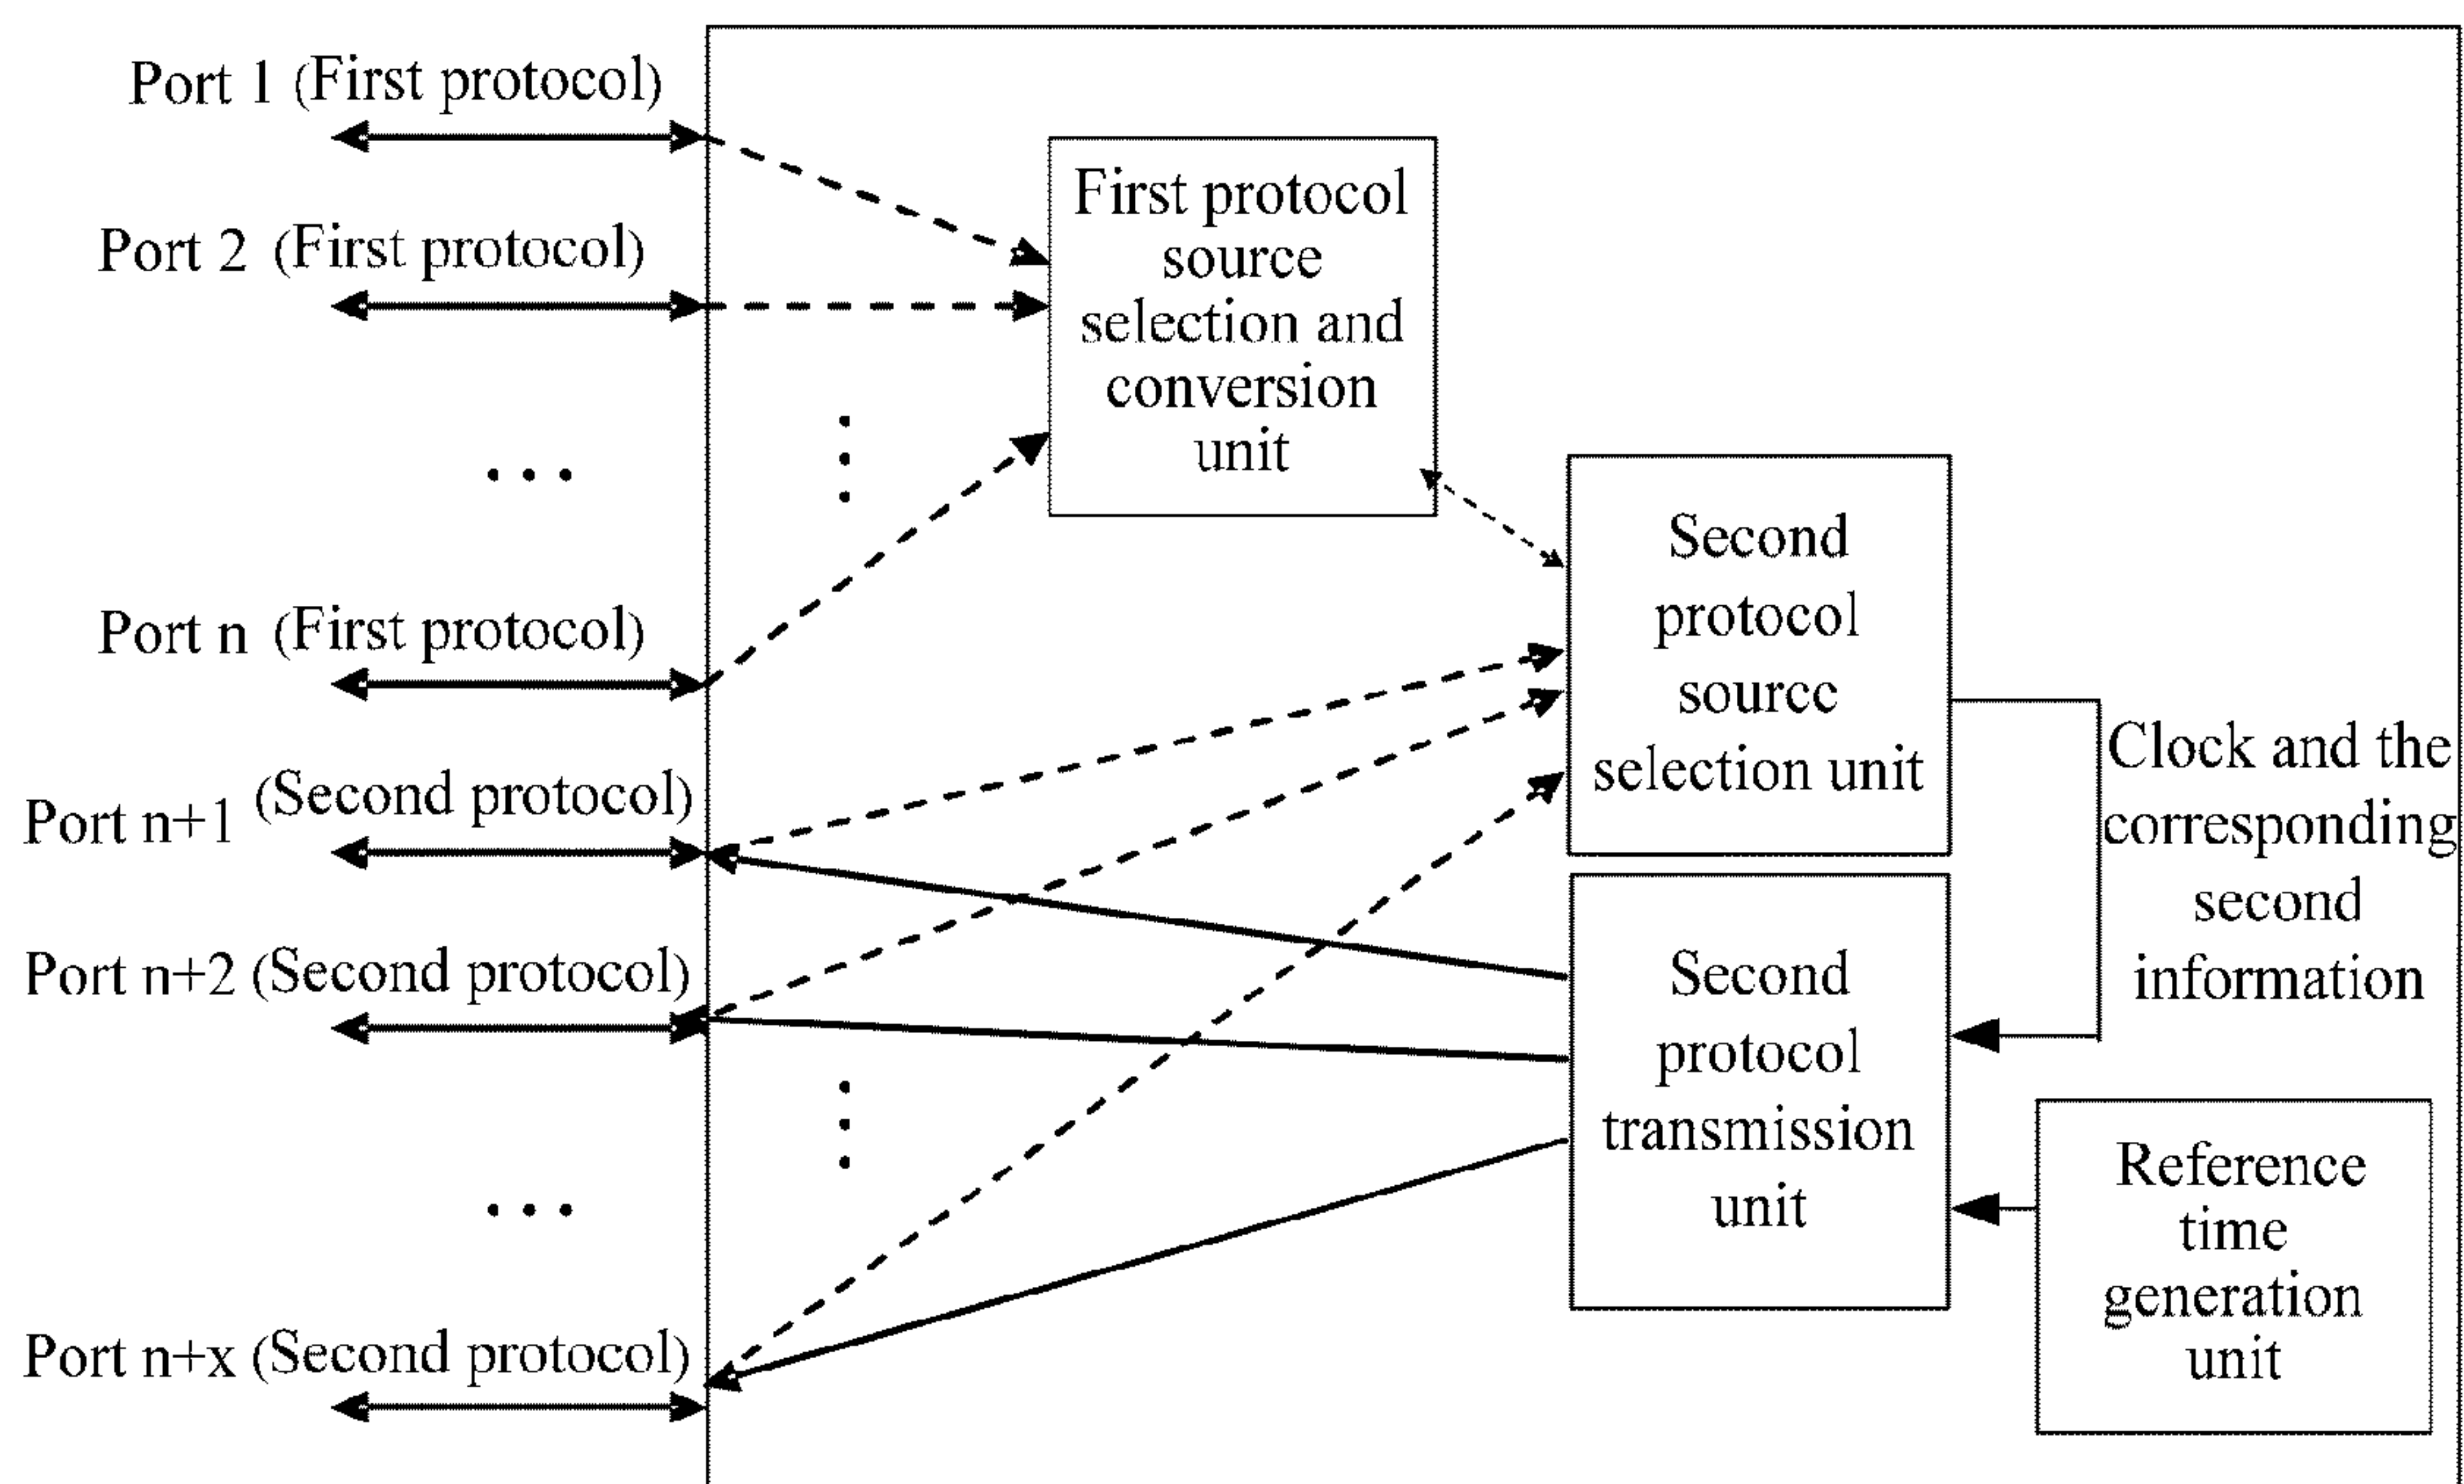 Port 1 (First protocol)
Port 2 (First protocol)
...
Port n (First protocol)
Port n+1 (Second protocol)
Port n+2 (Second protocol)
...
Port n+x (Second protocol)
First protocol
source
selection and
conversion
unit
Second
protocol
source
selection unit
Clock and the
corresponding
second
information
Second
protocol
transmission
unit
Reference
time
generation
unit